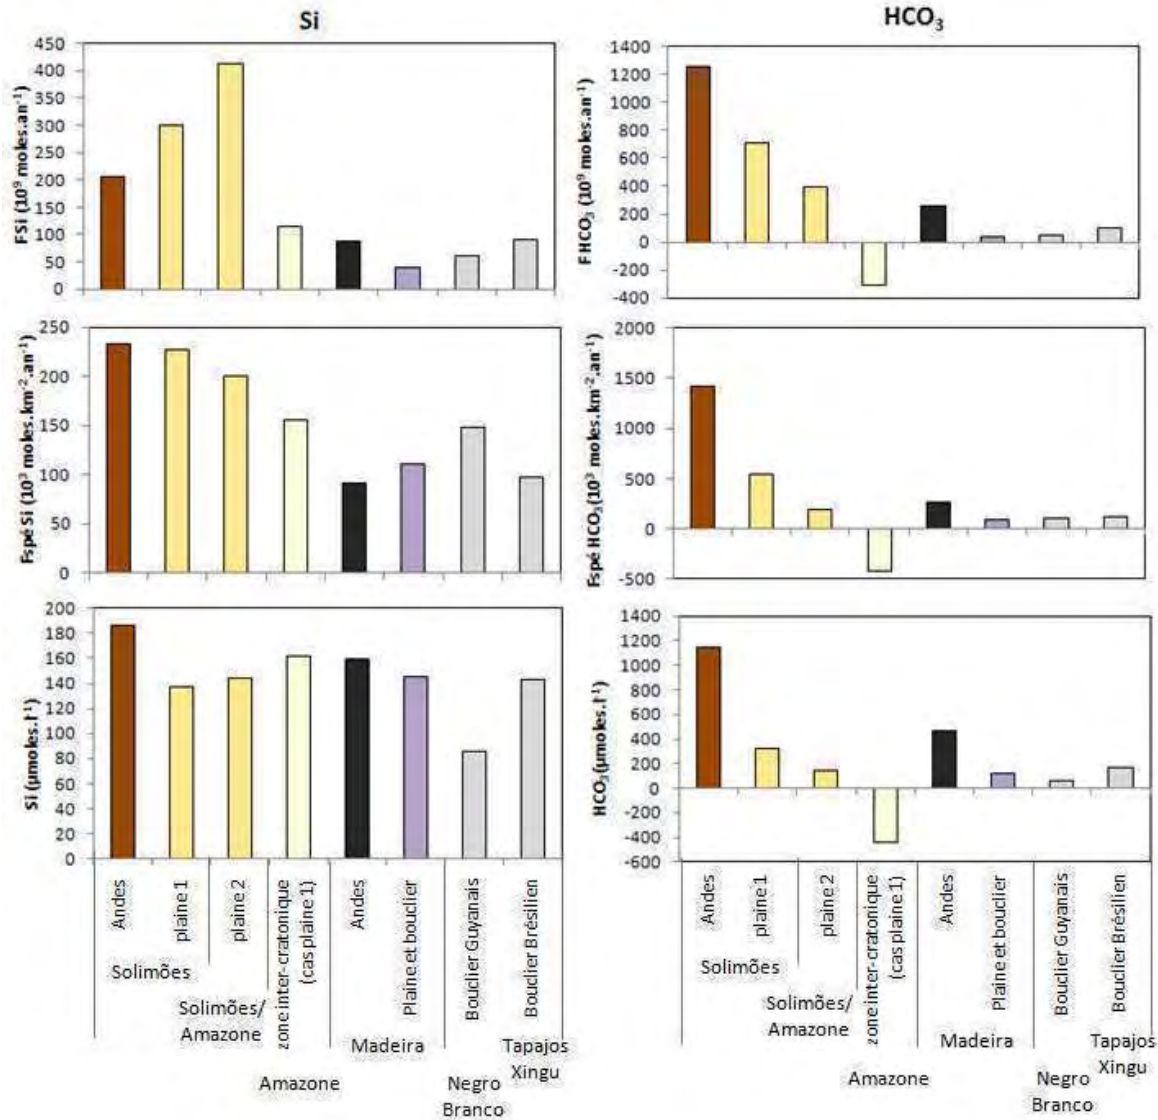 Si
HCO3
FSi (10⁹ moles.an⁻¹)
450
400
350
300
250
200
150
100
50
0
F HCO3 (10⁹ moles.an⁻¹)
1400
1200
1000
800
600
400
200
0
-200
-400
Fspé Si (10³ moles.km⁻².an⁻¹)
250
200
150
100
50
0
Fspé HCO3 (10³ moles.km⁻².an⁻¹)
2000
1500
1000
500
0
-500
Si (µmoles.l⁻¹)
200
180
160
140
120
100
80
60
40
20
0
HCO3 (µmoles.l⁻¹)
1400
1200
1000
800
600
400
200
0
-200
-400
-600
Andes
plaine 1
plaine 2
zone inter-cratonique
(cas plaine 1)
Andes
Plaine et bouclier
Bouclier Guyanais
Bouclier Brésilien
Solimões
Solimões/
Amazone
Madeira
Tapajos
Xingu
Amazone
Negro
Branco
Andes
plaine 1
plaine 2
zone inter-cratonique
(cas plaine 1)
Andes
Plaine et bouclier
Bouclier Guyanais
Bouclier Brésilien
Solimões
Solimões/
Amazone
Madeira
Tapajos
Xingu
Amazone
Negro
Branco